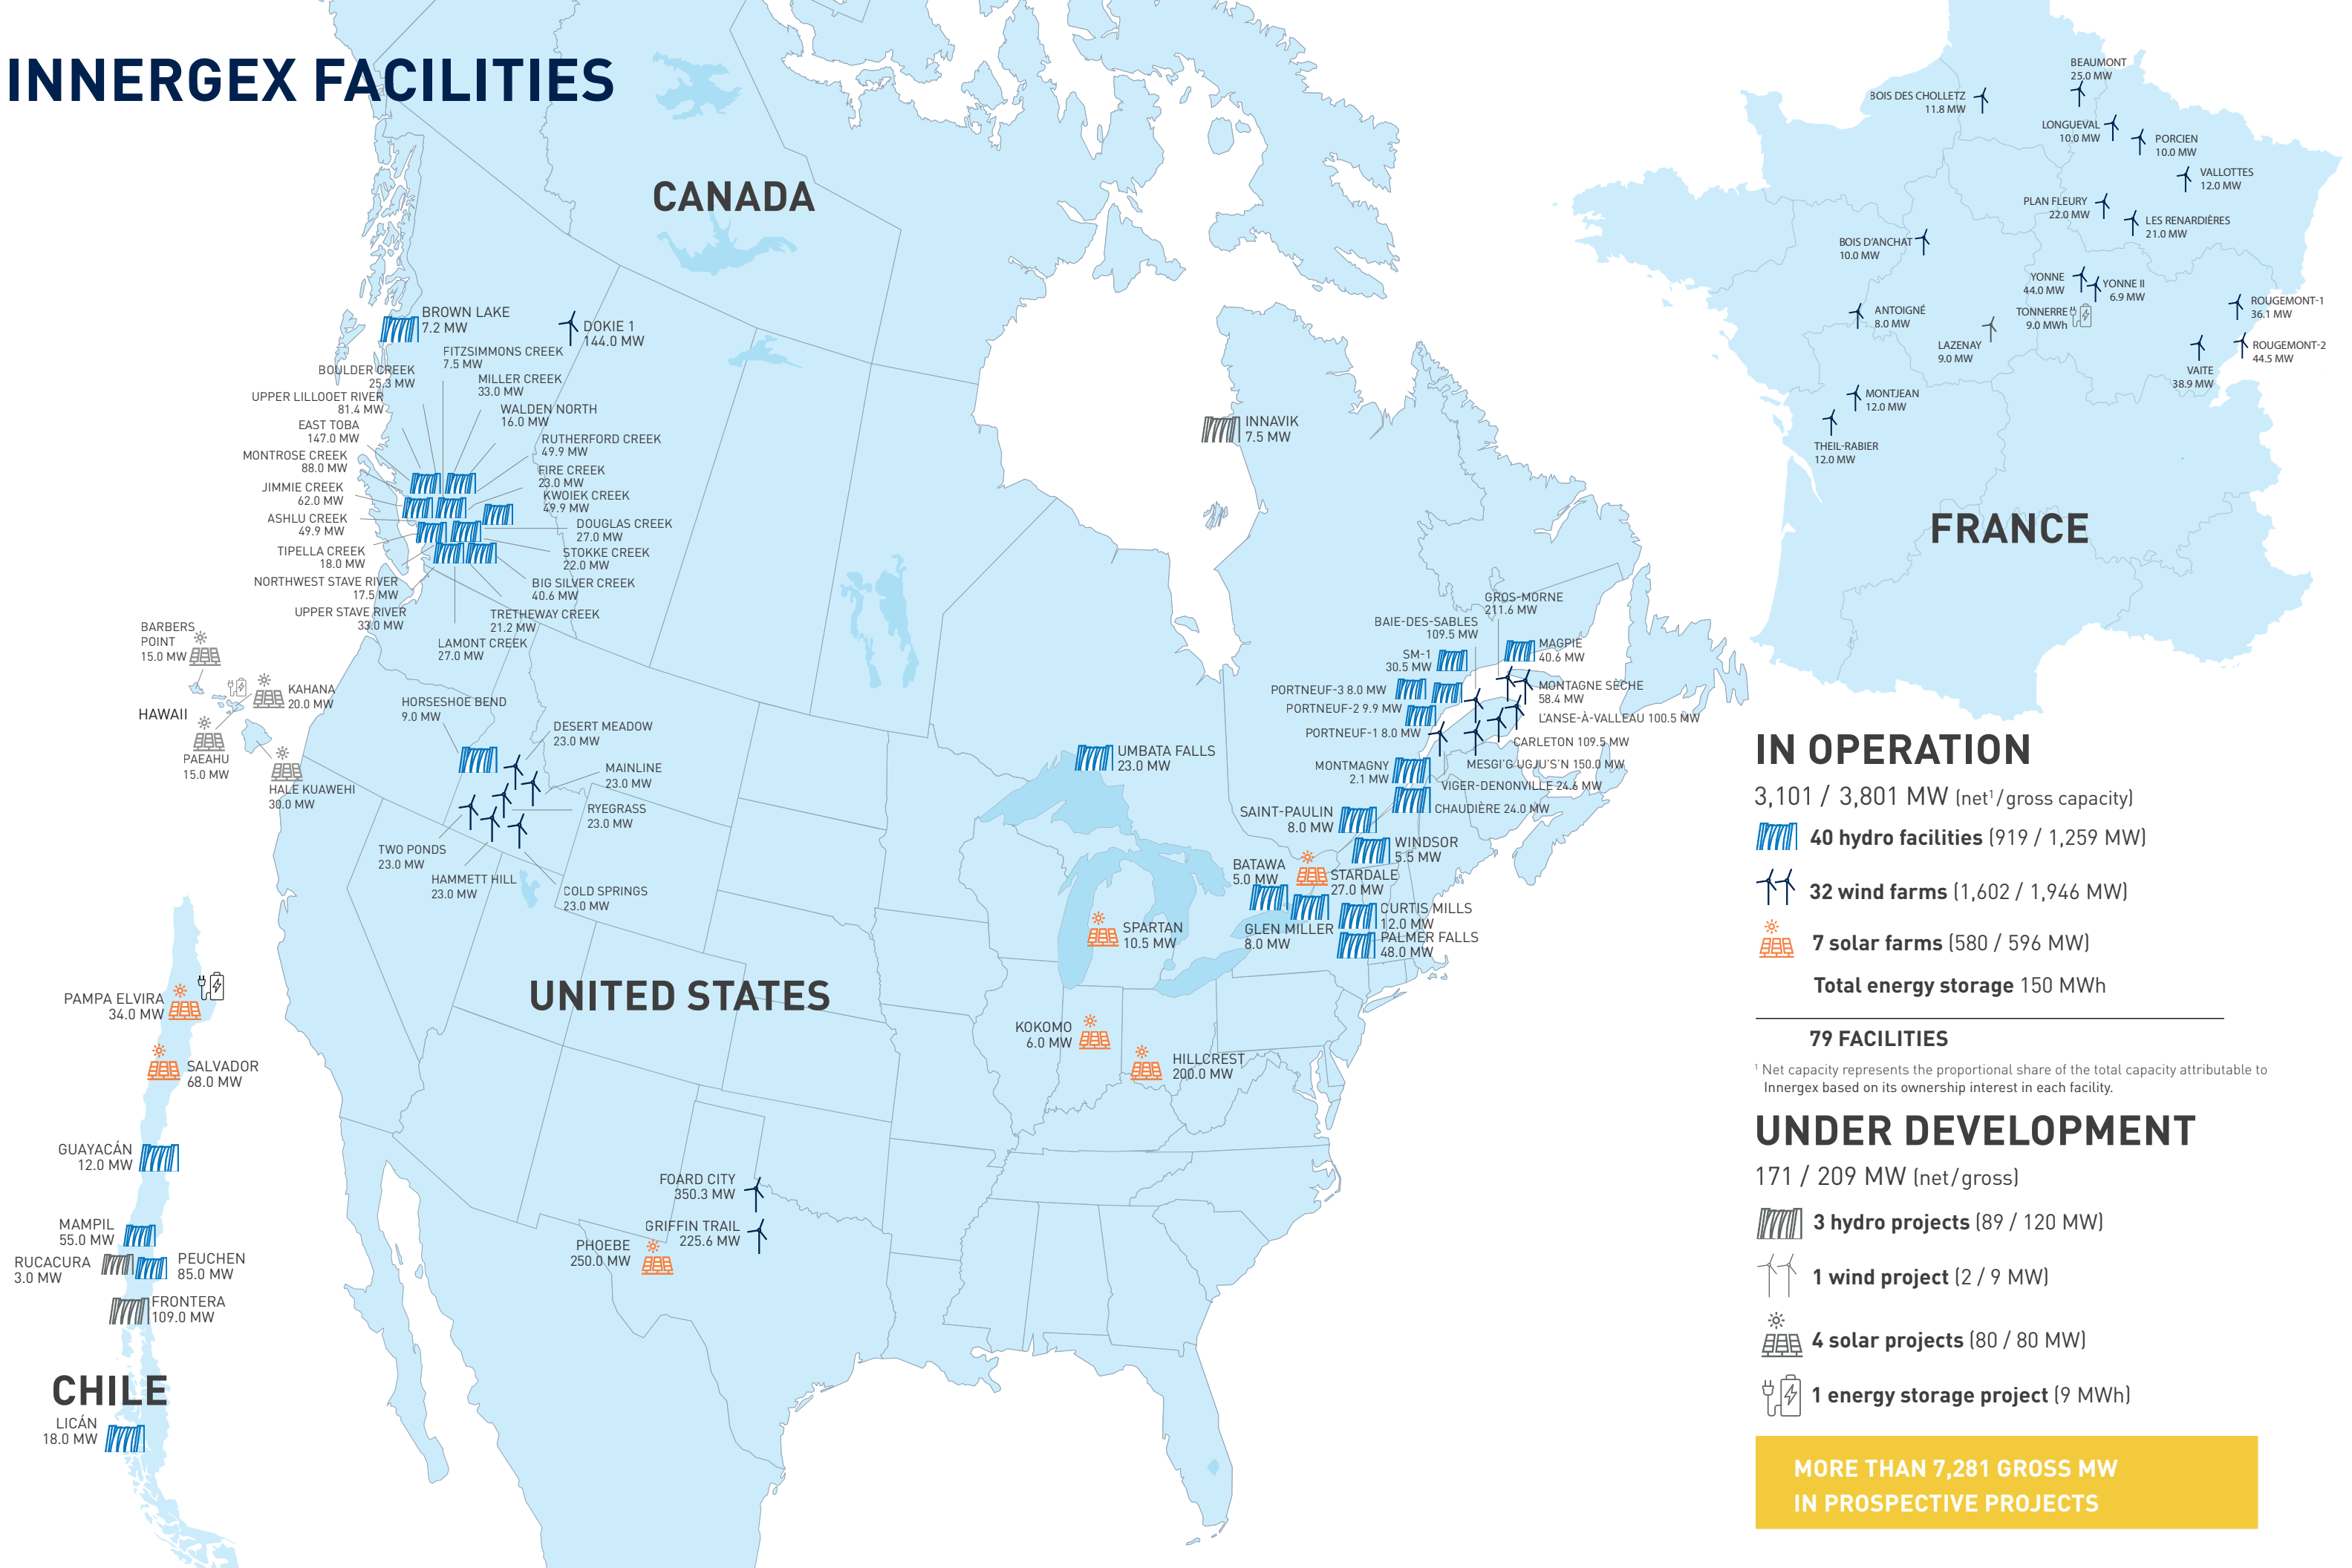 INNERGEX FACILITIES
CANADA
BROWN LAKE
7.2 MW
DOKIE 1
144.0 MW
FITZSIMMONS CREEK
7.5 MW
BOULDER CREEK
25.3 MW
MILLER CREEK
33.0 MW
UPPER LILLOOET RIVER
81.4 MW
WALDEN NORTH
16.0 MW
EAST TOBA
147.0 MW
RUTHERFORD CREEK
49.9 MW
MONTROSE CREEK
88.0 MW
FIRE CREEK
23.0 MW
JIMMIE CREEK
62.0 MW
KWOIEK CREEK
49.9 MW
ASHLU CREEK
49.9 MW
DOUGLAS CREEK
27.0 MW
TIPELLA CREEK
18.0 MW
STOKKE CREEK
22.0 MW
NORTHWEST STAVE RIVER
17.5 MW
BIG SILVER CREEK
40.6 MW
UPPER STAVE RIVER
33.0 MW
TRETHEWAY CREEK
21.2 MW
LAMONT CREEK
27.0 MW
BARBERS
POINT
15.0 MW
KAHANA
20.0 MW
HAWAII
PAEAHU
15.0 MW
HALE KUAWEHI
30.0 MW
HORSESHOE BEND
9.0 MW
DESERT MEADOW
23.0 MW
MAINLINE
23.0 MW
RYEGRASS
23.0 MW
TWO PONDS
23.0 MW
HAMMETT HILL
23.0 MW
COLD SPRINGS
23.0 MW
UNITED STATES
INNAVIK
7.5 MW
GROS-MORNE
211.6 MW
BAIE-DES-SABLES
109.5 MW
MAGPIE
40.6 MW
SM-1
30.5 MW
PORTNEUF-3 8.0 MW
MONTAGNE SÈCHE
58.4 MW
PORTNEUF-2 9.9 MW
L'ANSE-À-VALLEAU 100.5 MW
PORTNEUF-1 8.0 MW
CARLETON 109.5 MW
UMBATA FALLS
23.0 MW
MONTMAGNY
2.1 MW
MESGI'G UGJU'S'N 150.0 MW
VIGER-DENONVILLE 24.6 MW
SAINT-PAULIN
8.0 MW
CHAUDIÈRE 24.0 MW
WINDSOR
5.5 MW
BATAWA
5.0 MW
STARDALE
27.0 MW
CURTIS MILLS
12.0 MW
GLEN MILLER
8.0 MW
PALMER FALLS
48.0 MW
SPARTAN
10.5 MW
KOKOMO
6.0 MW
HILLCREST
200.0 MW
FOARD CITY
350.3 MW
GRIFFIN TRAIL
225.6 MW
PHOEBE
250.0 MW
PAMPA ELVIRA
34.0 MW
SALVADOR
68.0 MW
GUAYACÁN
12.0 MW
MAMPIL
55.0 MW
RUCACURA
3.0 MW
PEUCHEN
85.0 MW
FRONTERA
109.0 MW
CHILE
LICÁN
18.0 MW
BEAUMONT
25.0 MW
BOIS DES CHOLLETZ
11.8 MW
LONGUEVAL
10.0 MW
PORCIEN
10.0 MW
VALLOTTES
12.0 MW
PLAN FLEURY
22.0 MW
LES RENARDIÈRES
21.0 MW
BOIS D'ANCHAT
10.0 MW
YONNE
44.0 MW
YONNE II
6.9 MW
ROUGEMONT-1
36.1 MW
ANTOIGNÉ
8.0 MW
TONNERRE
9.0 MWh
LAZENAY
9.0 MW
ROUGEMONT-2
44.5 MW
VAITE
38.9 MW
MONTJEAN
12.0 MW
THEIL-RABIER
12.0 MW
FRANCE
IN OPERATION
3,101 / 3,801 MW (net¹/gross capacity)
40 hydro facilities (919 / 1,259 MW)
32 wind farms (1,602 / 1,946 MW)
7 solar farms (580 / 596 MW)
Total energy storage 150 MWh
79 FACILITIES
¹ Net capacity represents the proportional share of the total capacity attributable to
Innergex based on its ownership interest in each facility.
UNDER DEVELOPMENT
171 / 209 MW (net/gross)
3 hydro projects (89 / 120 MW)
1 wind project (2 / 9 MW)
4 solar projects (80 / 80 MW)
1 energy storage project (9 MWh)
MORE THAN 7,281 GROSS MW
IN PROSPECTIVE PROJECTS